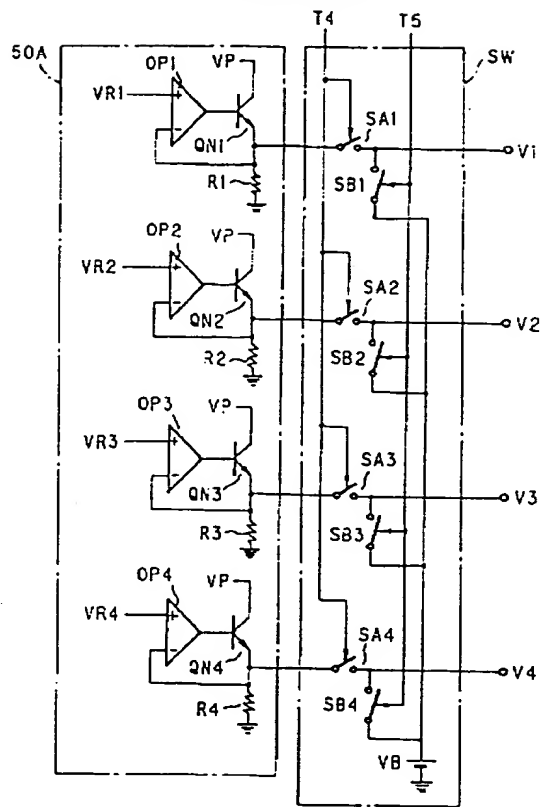 T4 T5
50A OP1 VP SW
VR1 + SA1
- QN1 Vi
R1 SB1
OP2 VP
VR2 + SA2
- QN2 V2
R2 SB2
OP3 VP
VR3 + SA3
- QN3 V3
R3 SB3
OP4 VP
VR4 + SA4
- QN4 V4
R4 SB4
VB